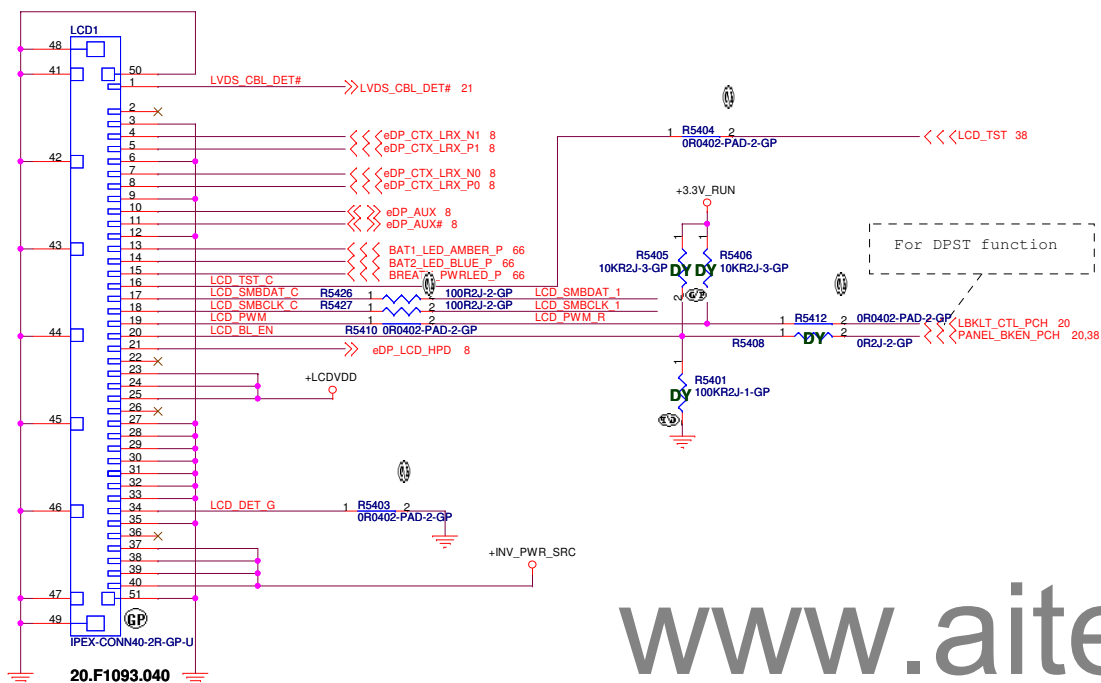 LCD1
48
41
50
1 LVDS_CBL_DET# LVDS_CBL_DET# 21
2
3
4 eDP_CTX_LRX_N1 8
5 eDP_CTX_LRX_P1 8
42
6
7 eDP_CTX_LRX_N0 8
8 eDP_CTX_LRX_P0 8
9
10 eDP_AUX 8
11 eDP_AUX# 8
12
43
13 BAT1_LED_AMBER_P 66
14 BAT2_LED_BLUE_P 66
15
16 LCD_TST_C
1 R5404 2
0R0402-PAD-2-GP
LCD_TST 38
+3.3V_RUN
1 R5405
10KR2J-3-GP
DY
2
1 R5406
10KR2J-3-GP
DY
For DPST function
17 LCD_SMBDAT_C R5426 1 2 100R2J-2-GP LCD_SMBDAT_1
18 LCD_SMBCLK_C R5427 1 2 100R2J-2-GP LCD_SMBCLK_1
19 LCD_PWM 1 2 LCD_PWM_R
R5410 0R0402-PAD-2-GP
1 R5412 2 0R0402-PAD-2-GP
LBKLT_CTL_PCH 20
44
20 LCD_BL_EN
R5408 1 DY 2 0R2J-2-GP
PANEL_BKEN_PCH 20,38
21 eDP_LCD_HPD 8
22
23
24
25
+LCDVDD
1 R5401
100KR2J-1-GP
DY
26
45
27
28
29
30
31
32
33
46
34 LCD_DET_G 1 R5403 2
0R0402-PAD-2-GP
35
36
37
38
39
40
+INV_PWR_SRC
47
51
49
GP
IPEX-CONN40-2R-GP-U
20.F1093.040
www.aite